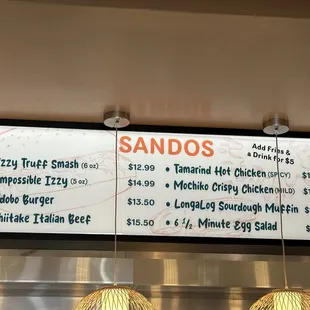 SANDOS
Add Fries &
a Drink for $5
zzy Truff Smash (6 oz) $12.99
mpossible Izzy (5 oz) $14.99
dobo Burger $13.50
hiitake Italian Beef $15.50
• Tamarind Hot Chicken (SPICY)
• Mochiko Crispy Chicken (MILD)
• LongaLog Sourdough Muffin
• 6 ½ Minute Egg Salad